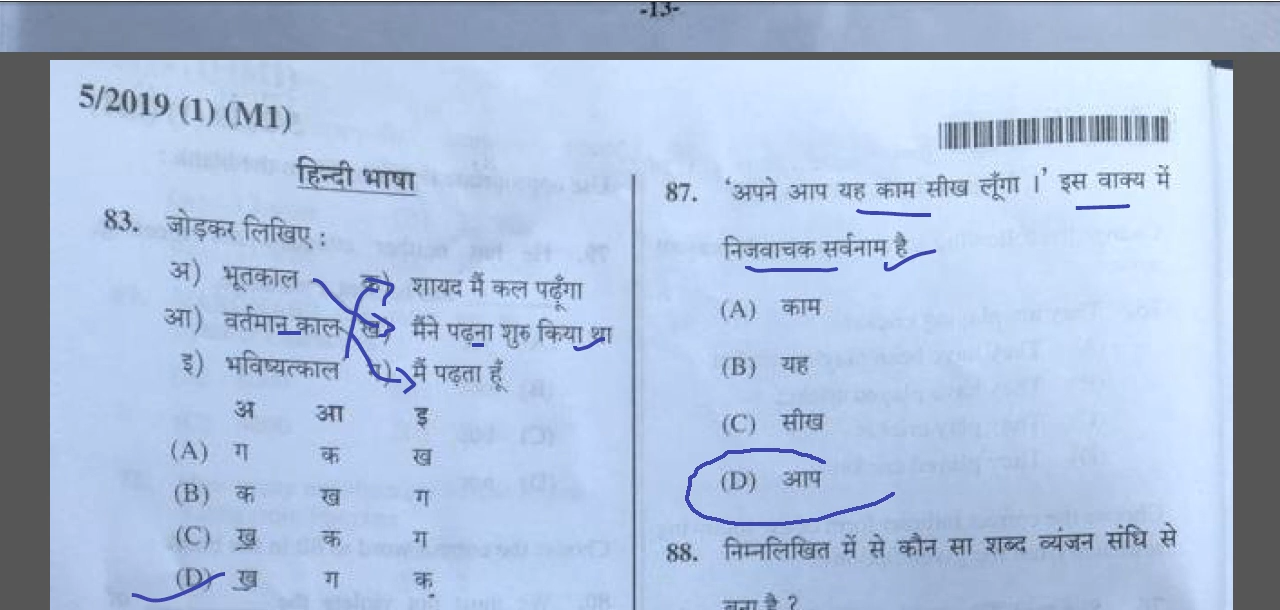 -13-
5/2019 (1) (M1)
हिन्दी भाषा
83. जोड़कर लिखिए :
अ) भूतकाल क) शायद मैं कल पढ़ूँगा
आ) वर्तमान काल ख) मैंने पढ़ना शुरु किया था
इ) भविष्यत्काल ग) मैं पढ़ता हूँ
अ आ इ
(A) ग क ख
(B) क ख ग
(C) ख क ग
(D) ख ग क
87. 'अपने आप यह काम सीख लूँगा ।' इस वाक्य में
निजवाचक सर्वनाम है
(A) काम
(B) यह
(C) सीख
(D) आप
88. निम्नलिखित में से कौन सा शब्द व्यंजन संधि से
बना है ?